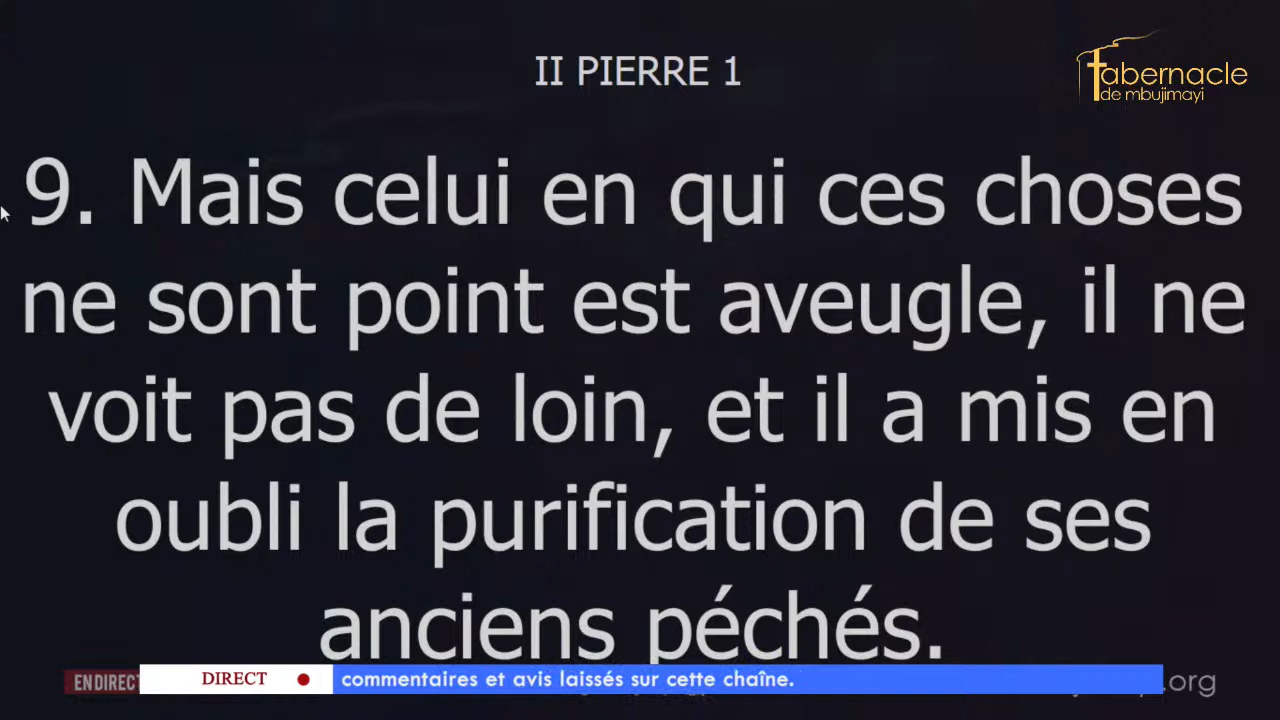 II PIERRE 1
tabernacle
de mbujimayi
9. Mais celui en qui ces choses
ne sont point est aveugle, il ne
voit pas de loin, et il a mis en
oubli la purification de ses
anciens péchés.
EN DIRECT
DIRECT
commentaires et avis laissés sur cette chaîne.
.org